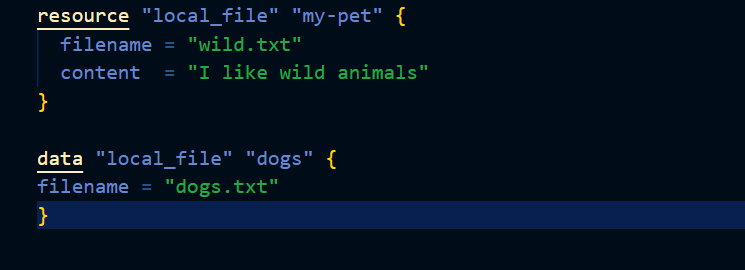 resource "local_file" "my-pet" {
  filename = "wild.txt"
  content  = "I like wild animals"
}
data "local_file" "dogs" {
filename = "dogs.txt"
}